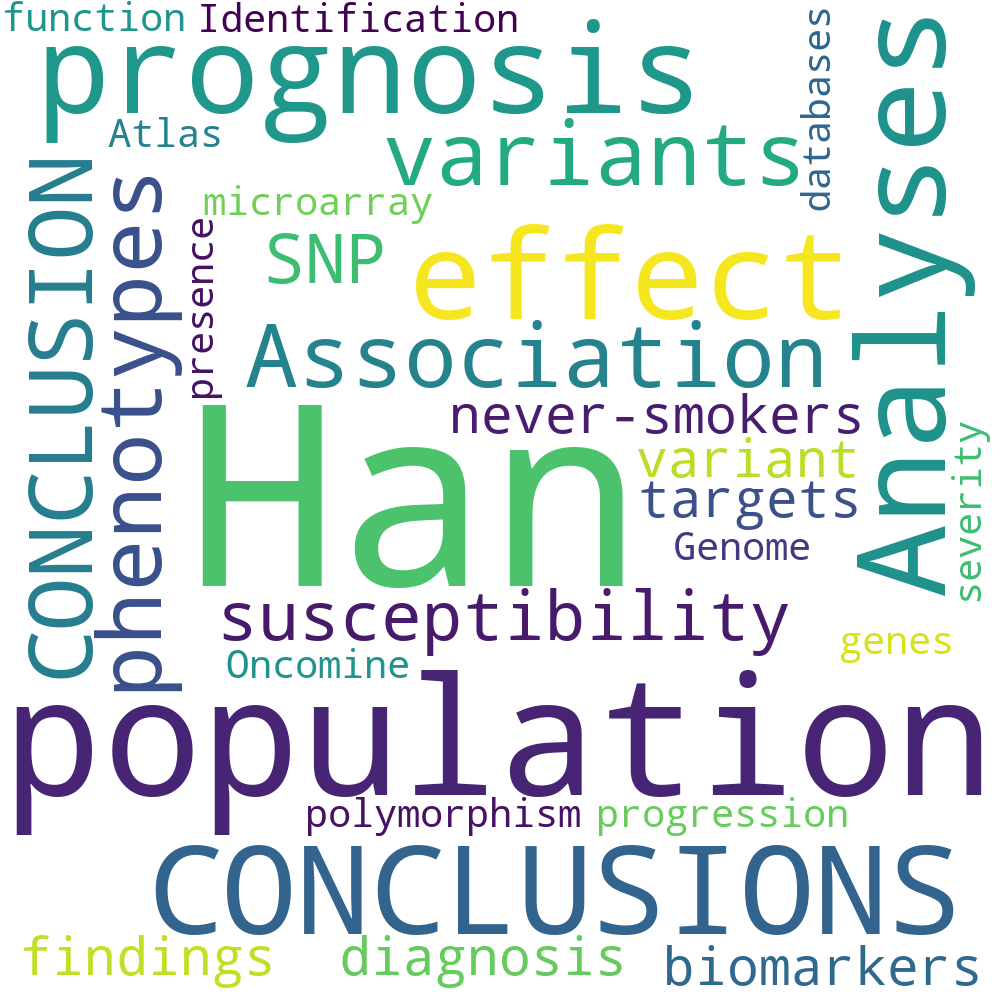 function
Identification
prognosis
databases
Analyses
Atlas
variants
CONCLUSION
phenotypes
microarray
presence
SNP
effect
Association
Han
never-smokers
variant
targets
severity
Genome
susceptibility
genes
Oncomine
population
polymorphism
progression
CONCLUSIONS
findings
diagnosis
biomarkers